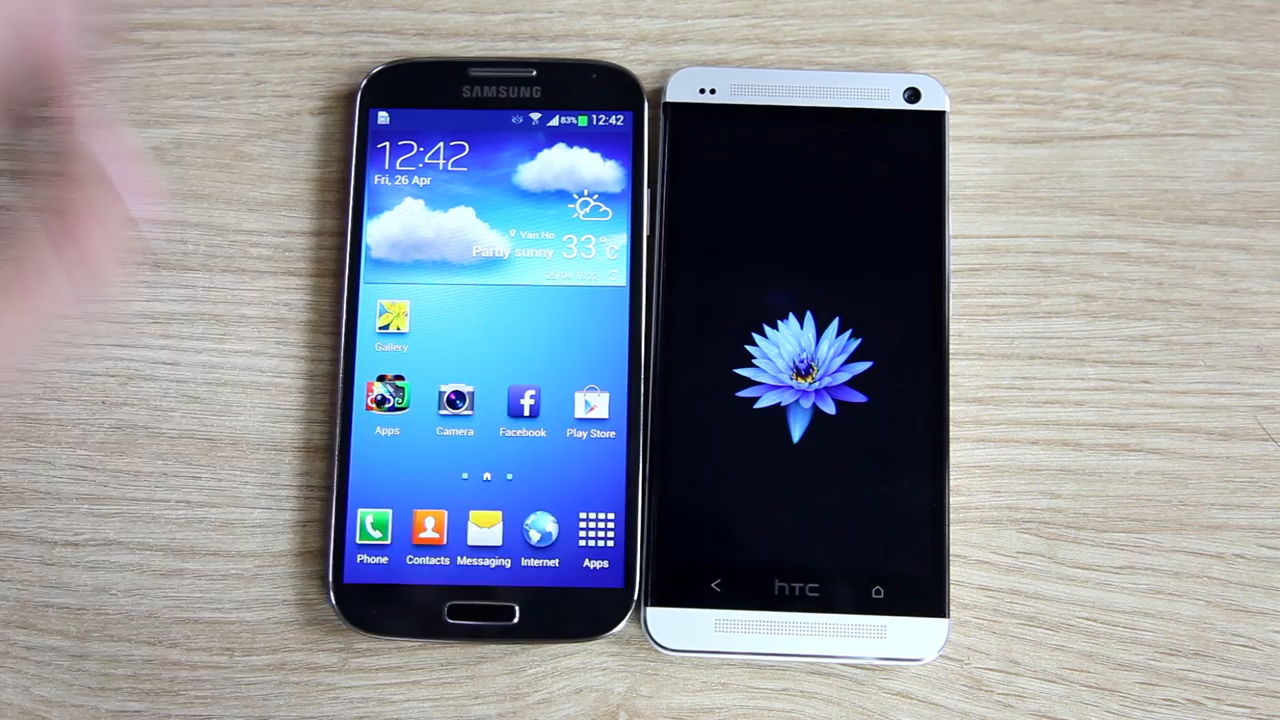 SAMSUNG
83% 12:42
12:42
Fri, 26 Apr
Van Ho
Partly sunny 33°C
Gallery
Apps Camera Facebook Play Store
Phone Contacts Messaging Internet Apps
hTC